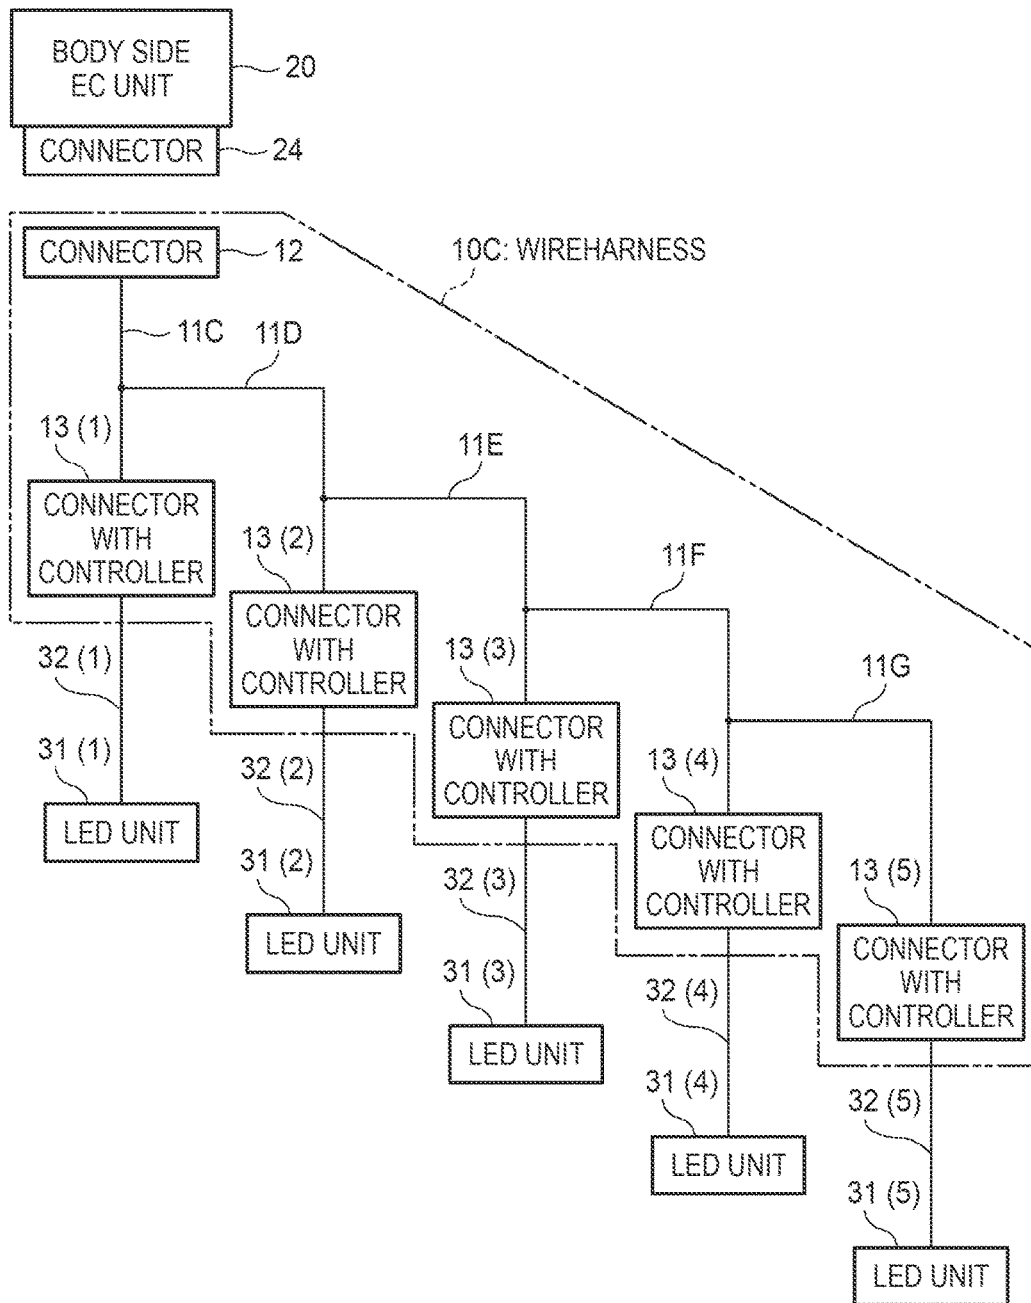 BODY SIDE
EC UNIT
20
CONNECTOR
24
CONNECTOR
12
10C: WIREHARNESS
11C
11D
13 (1)
11E
CONNECTOR
WITH
CONTROLLER
13 (2)
11F
CONNECTOR
WITH
CONTROLLER
32 (1)
13 (3)
11G
31 (1)
CONNECTOR
WITH
CONTROLLER
32 (2)
13 (4)
LED UNIT
CONNECTOR
WITH
CONTROLLER
31 (2)
32 (3)
13 (5)
LED UNIT
CONNECTOR
WITH
CONTROLLER
31 (3)
32 (4)
LED UNIT
31 (4)
32 (5)
LED UNIT
31 (5)
LED UNIT